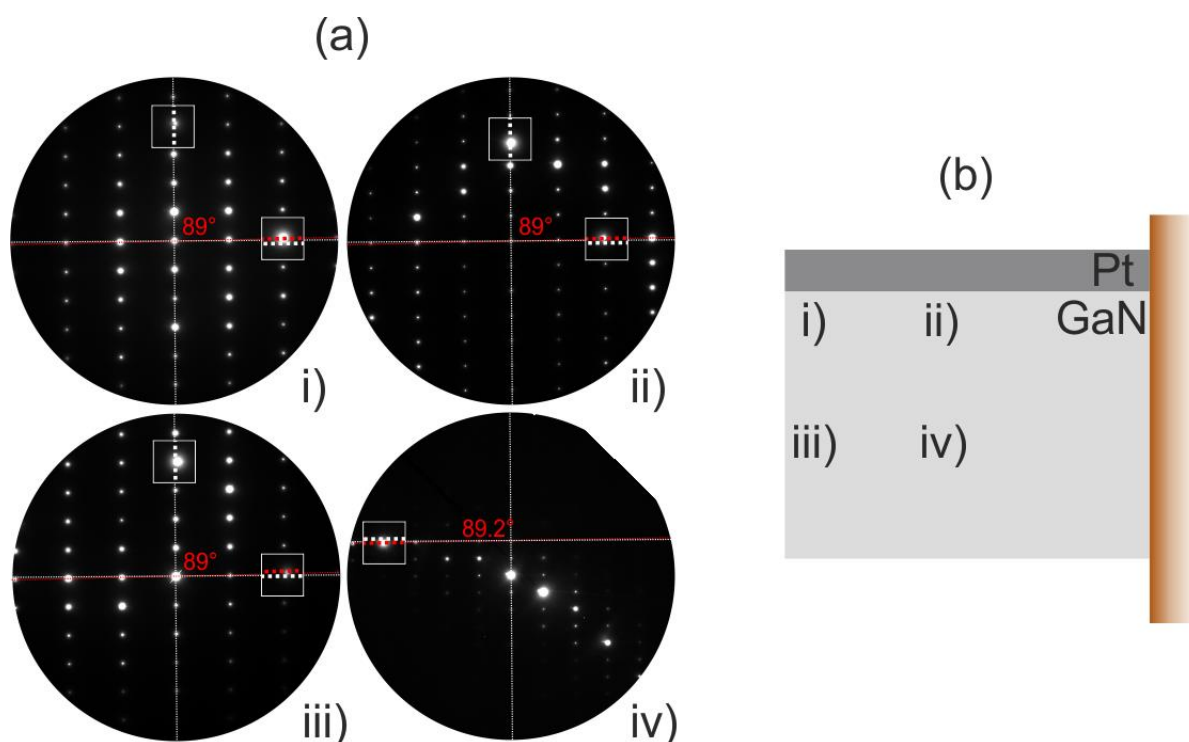 (a)
89°
i)
89°
ii)
89°
iii)
89.2°
iv)
(b)
Pt
i) ii) GaN
iii) iv)